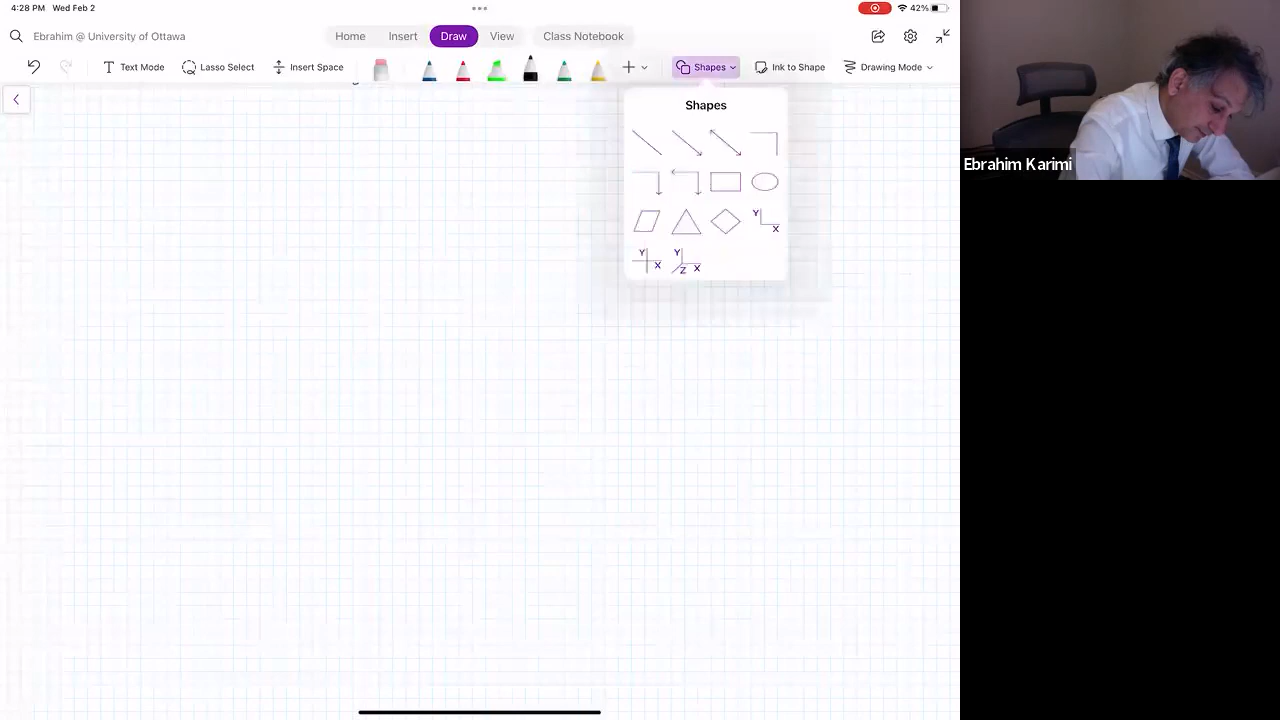 4:28 PM Wed Feb 2
42%
Ebrahim @ University of Ottawa
Home Insert Draw View Class Notebook
Text Mode Lasso Select Insert Space Shapes Ink to Shape Drawing Mode
Shapes
Y X
Y X
Y Z X
Ebrahim Karimi